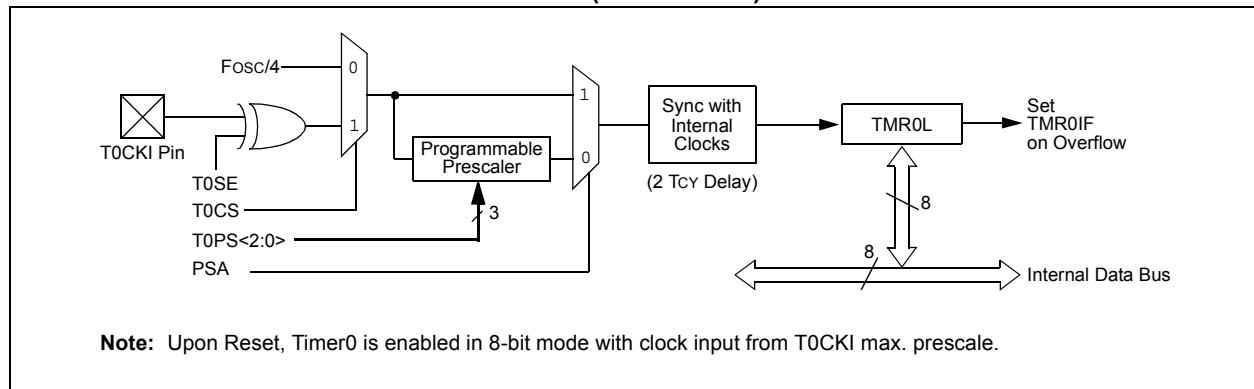 FOSC/4
0
1
T0CKI Pin
T0SE
T0CS
T0PS<2:0>
PSA
Programmable
Prescaler
3
1
0
Sync with
Internal
Clocks
(2 TCY Delay)
TMR0L
Set
TMR0IF
on Overflow
8
8
Internal Data Bus
Note: Upon Reset, Timer0 is enabled in 8-bit mode with clock input from T0CKI max. prescale.